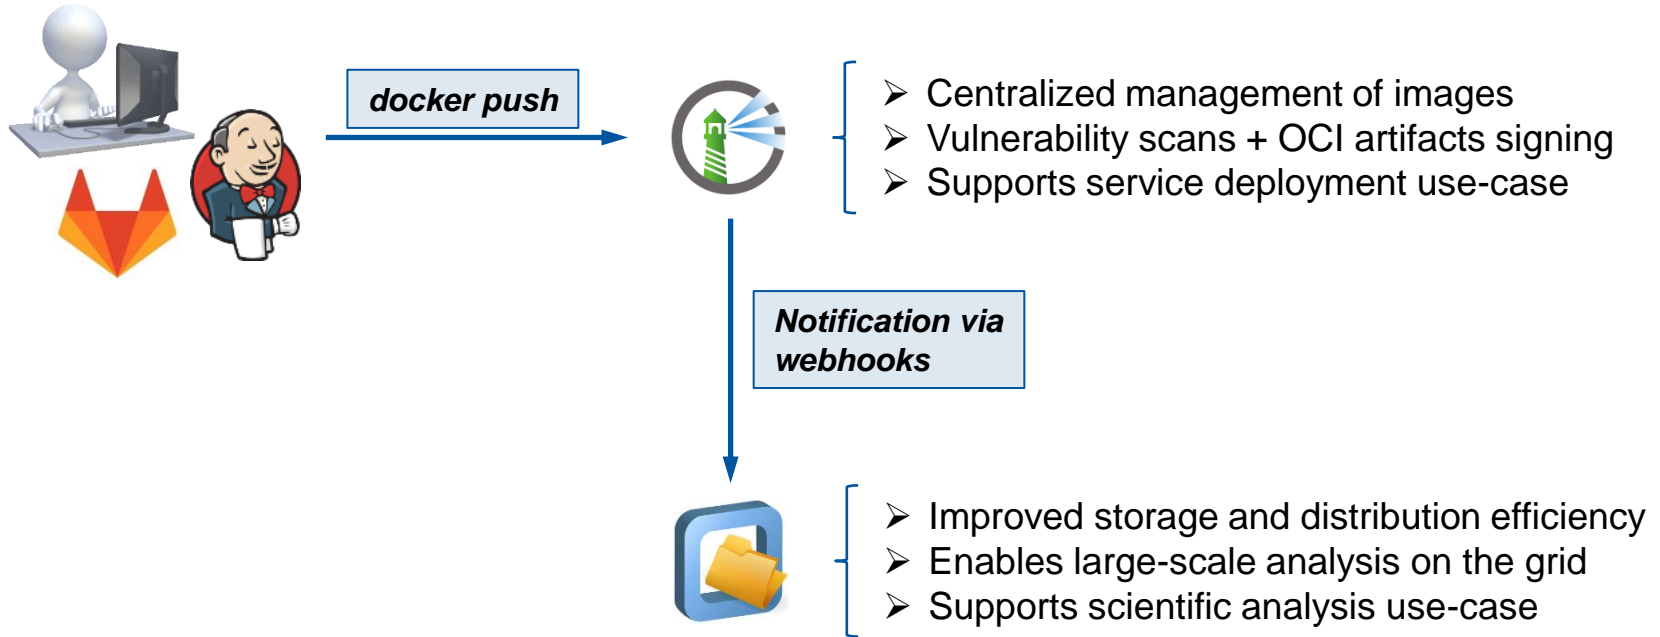 docker push
➢ Centralized management of images
➢ Vulnerability scans + OCI artifacts signing
➢ Supports service deployment use-case
Notification via
webhooks
➢ Improved storage and distribution efficiency
➢ Enables large-scale analysis on the grid
➢ Supports scientific analysis use-case